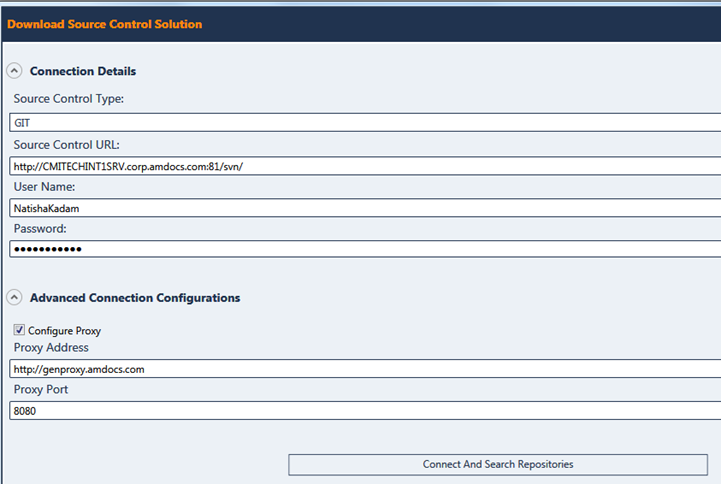 Download Source Control Solution
Connection Details
Source Control Type:
GIT
Source Control URL:
http://CMITECHINT1SRV.corp.amdocs.com:81/svn/
User Name:
NatishaKadam
Password:
●●●●●●●●●●●
Advanced Connection Configurations
Configure Proxy
Proxy Address
http://genproxy.amdocs.com
Proxy Port
8080
Connect And Search Repositories